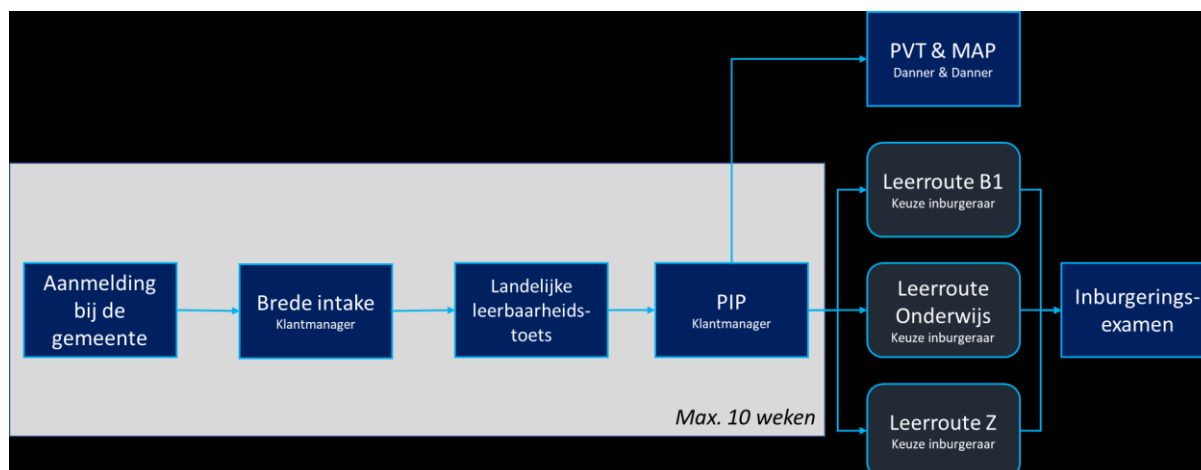 PVT & MAP
Danner & Danner
Leerroute B1
Keuze inburgeraar
Aanmelding
bij de
gemeente
Brede intake
Klantmanager
Landelijke
leerbaarheids-
toets
PIP
Klantmanager
Leerroute
Onderwijs
Keuze inburgeraar
Inburgerings-
examen
Max. 10 weken
Leerroute Z
Keuze inburgeraar